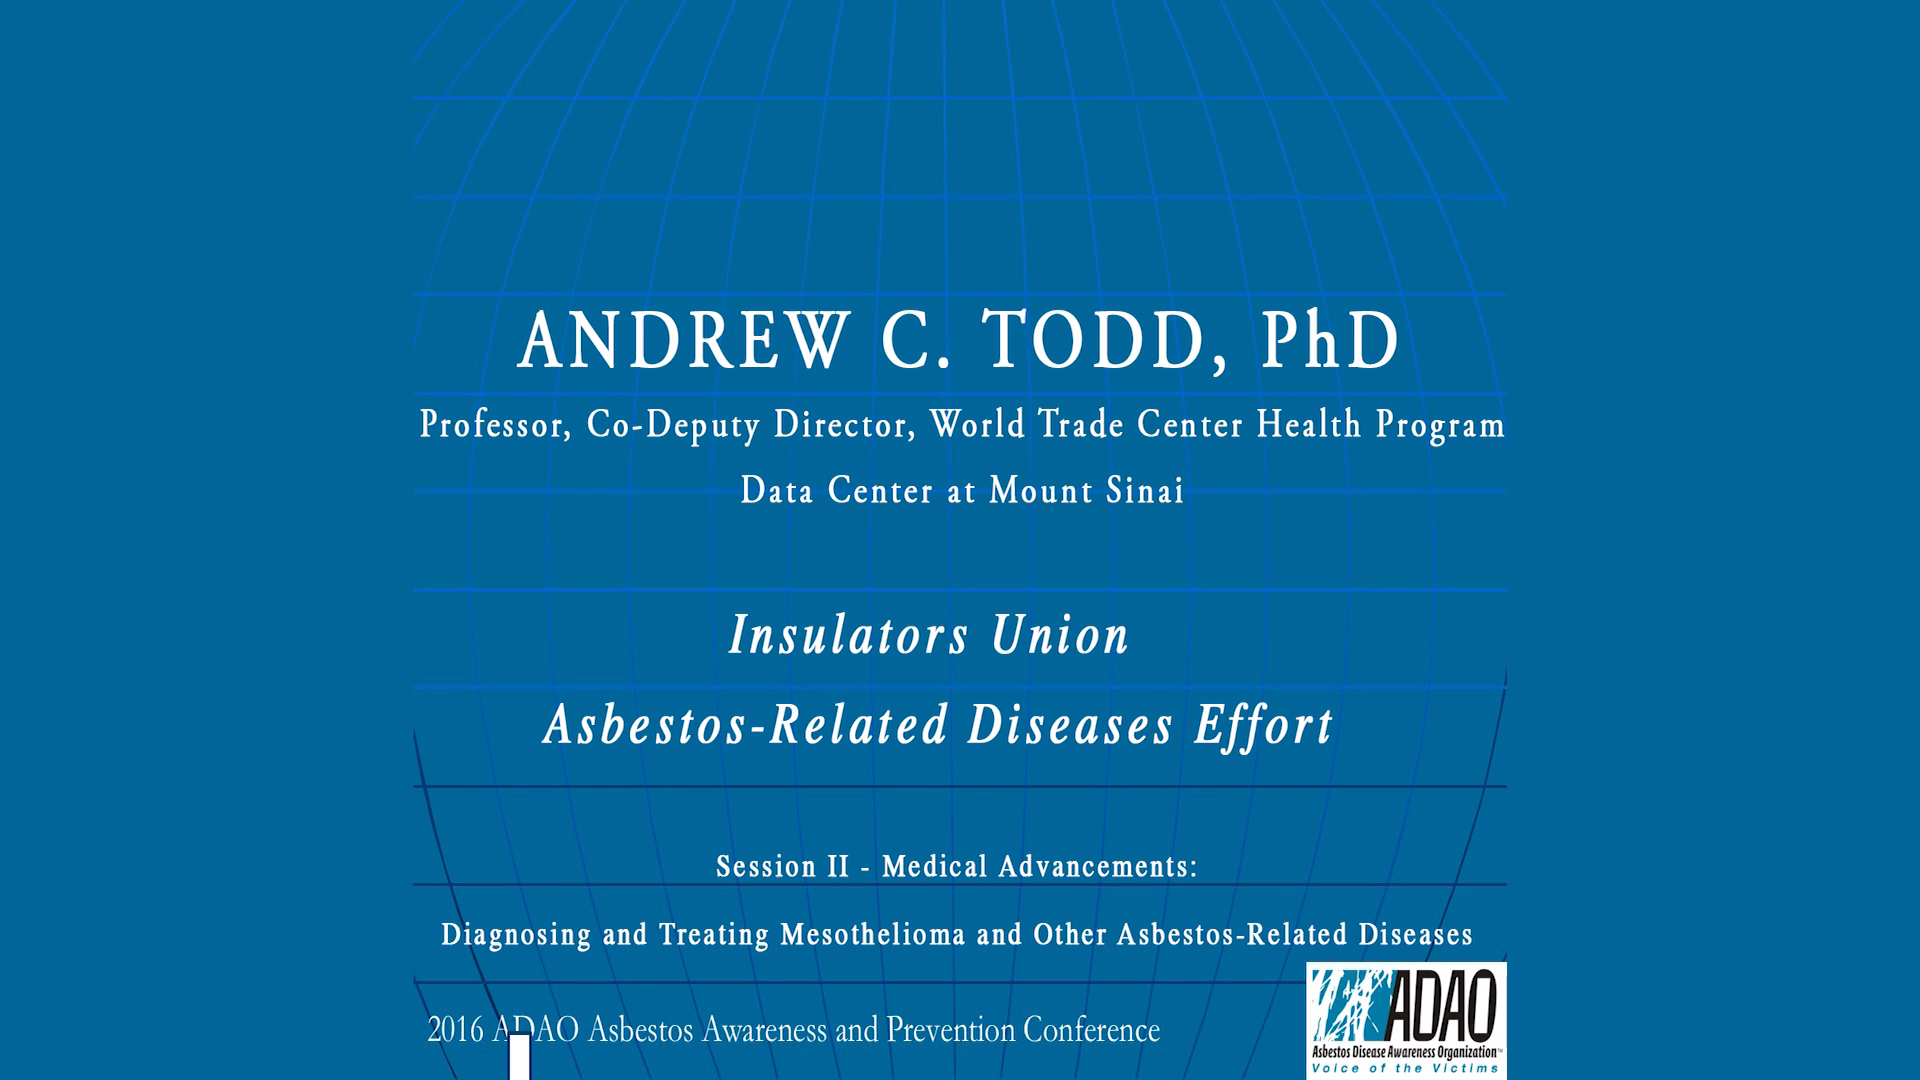 ANDREW C. TODD, PhD
Professor, Co-Deputy Director, World Trade Center Health Program
Data Center at Mount Sinai
Insulators Union
Asbestos-Related Diseases Effort
Session II - Medical Advancements:
Diagnosing and Treating Mesothelioma and Other Asbestos-Related Diseases
2016 ADAO Asbestos Awareness and Prevention Conference
ADAO
Asbestos Disease Awareness Organization™
Voice of the Victims